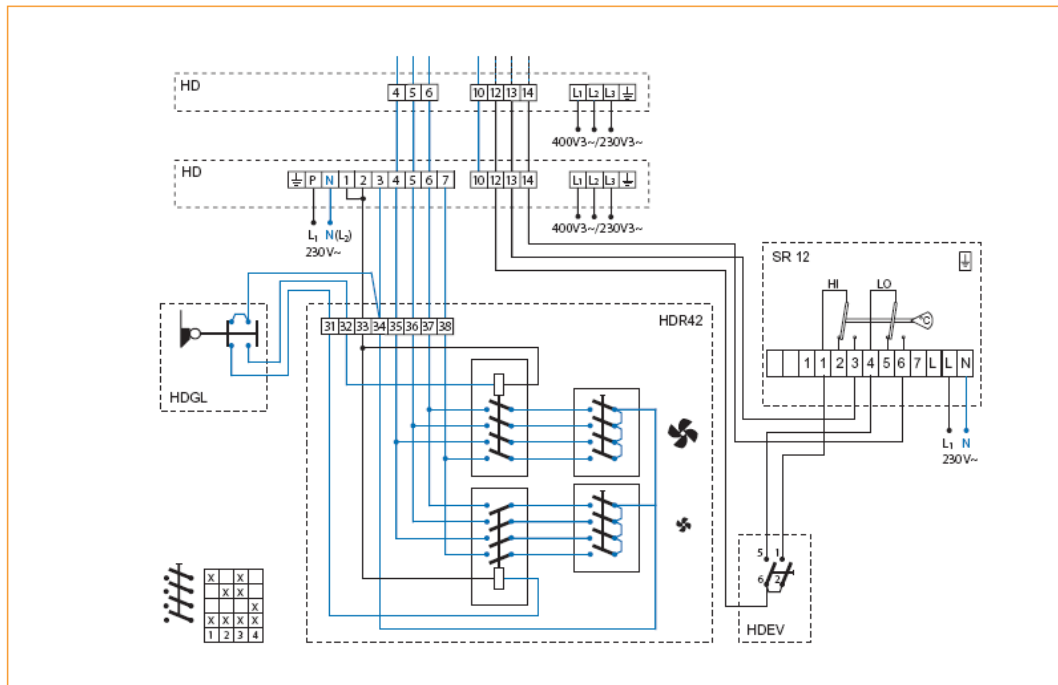 HD
4 5 6 10 12 13 14 L1 L2 L3
400V3~/230V3~
HD
P N 1 2 3 4 5 6 7 10 12 13 14 L1 L2 L3
L1 N(L2)
230V~
400V3~/230V3~
SR 12
HI LO
°C
1 1 2 3 4 5 6 7 L L N
L1 N
230V~
HDGL
31 32 33 34 35 36 37 38
HDR42
5 1
6 2
HDEV
X X
X X
X
X X X X
1 2 3 4